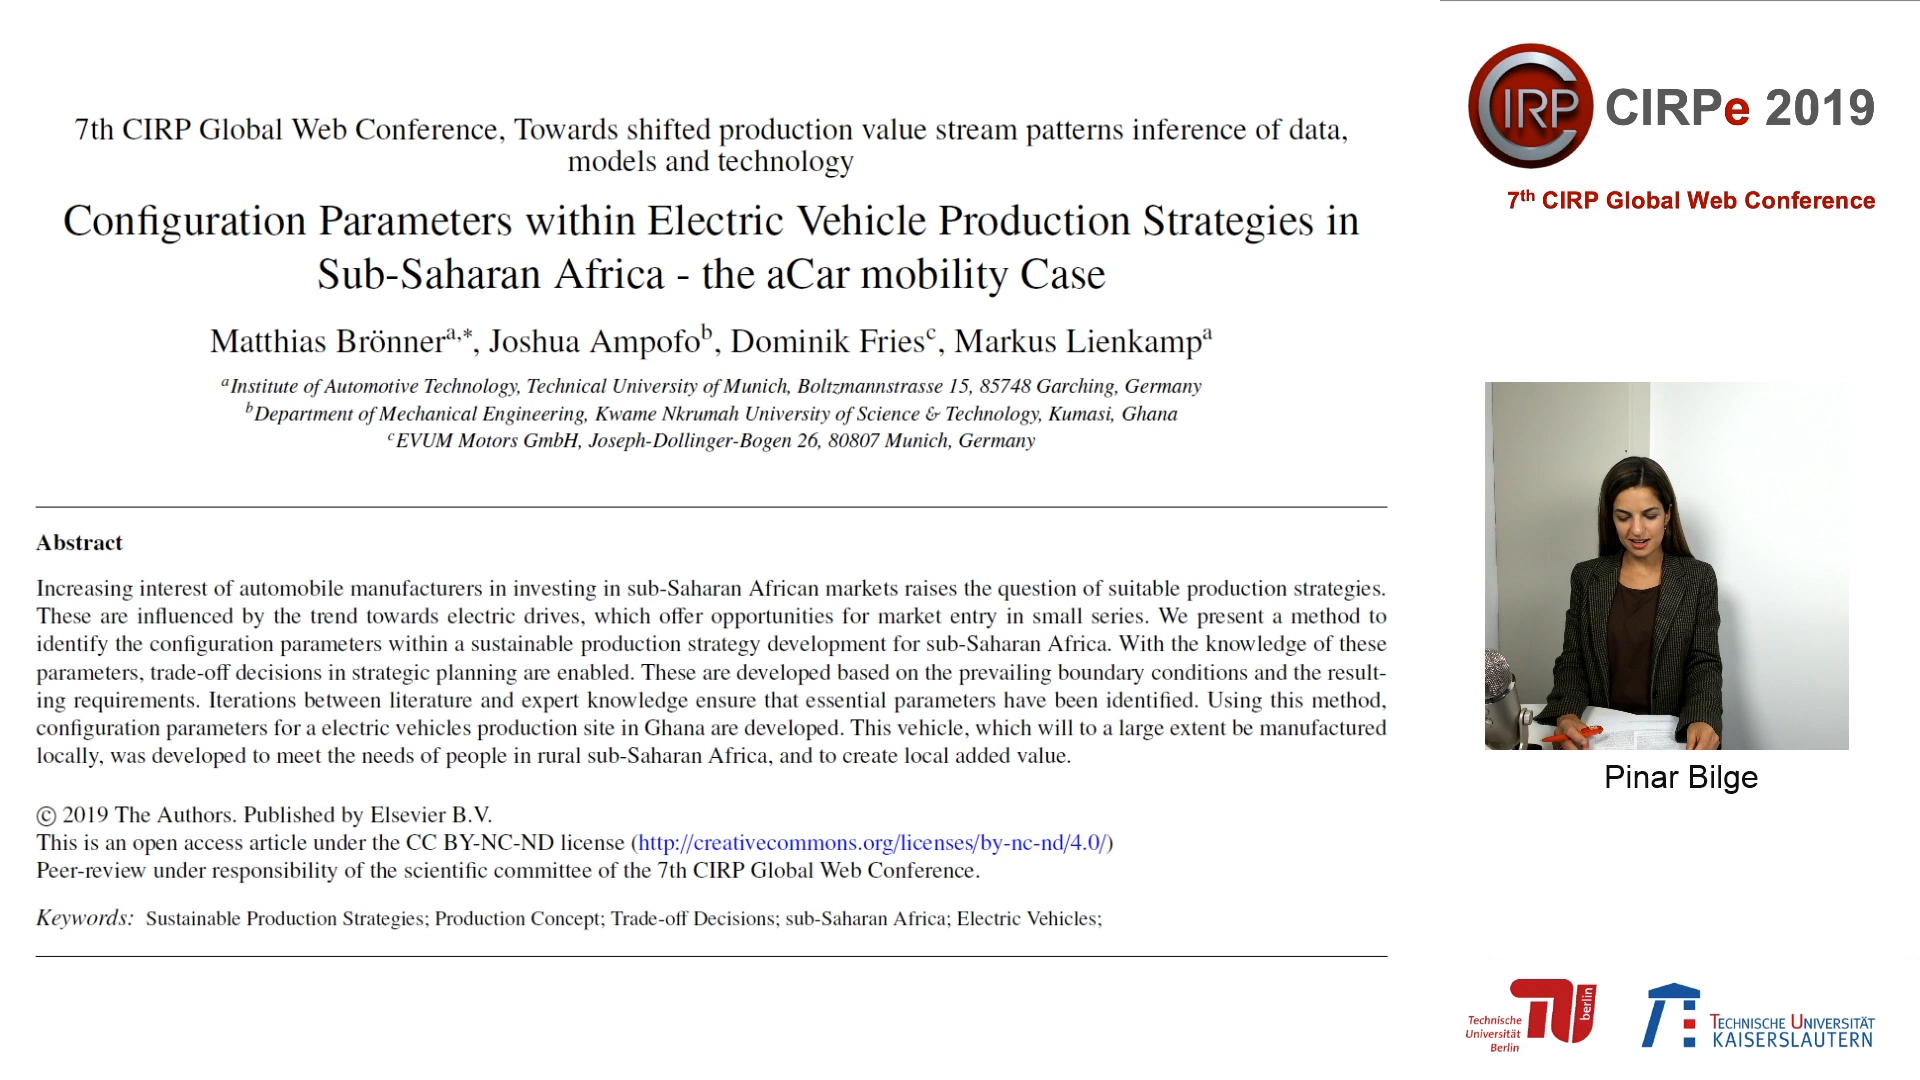 7th CIRP Global Web Conference, Towards shifted production value stream patterns inference of data,
models and technology
Configuration Parameters within Electric Vehicle Production Strategies in
Sub-Saharan Africa - the aCar mobility Case
Matthias Brönnerᵃ,*, Joshua Ampofoᵇ, Dominik Friesᶜ, Markus Lienkampᵃ
ᵃInstitute of Automotive Technology, Technical University of Munich, Boltzmannstrasse 15, 85748 Garching, Germany
ᵇDepartment of Mechanical Engineering, Kwame Nkrumah University of Science & Technology, Kumasi, Ghana
ᶜEVUM Motors GmbH, Joseph-Dollinger-Bogen 26, 80807 Munich, Germany
Abstract
Increasing interest of automobile manufacturers in investing in sub-Saharan African markets raises the question of suitable production strategies.
These are influenced by the trend towards electric drives, which offer opportunities for market entry in small series. We present a method to
identify the configuration parameters within a sustainable production strategy development for sub-Saharan Africa. With the knowledge of these
parameters, trade-off decisions in strategic planning are enabled. These are developed based on the prevailing boundary conditions and the result-
ing requirements. Iterations between literature and expert knowledge ensure that essential parameters have been identified. Using this method,
configuration parameters for a electric vehicles production site in Ghana are developed. This vehicle, which will to a large extent be manufactured
locally, was developed to meet the needs of people in rural sub-Saharan Africa, and to create local added value.
© 2019 The Authors. Published by Elsevier B.V.
This is an open access article under the CC BY-NC-ND license (http://creativecommons.org/licenses/by-nc-nd/4.0/)
Peer-review under responsibility of the scientific committee of the 7th CIRP Global Web Conference.
Keywords: Sustainable Production Strategies; Production Concept; Trade-off Decisions; sub-Saharan Africa; Electric Vehicles;
CIRP
CIRPe 2019
7th CIRP Global Web Conference
Pinar Bilge
Technische
Universität
Berlin
TU berlin
TECHNISCHE UNIVERSITÄT
KAISERSLAUTERN